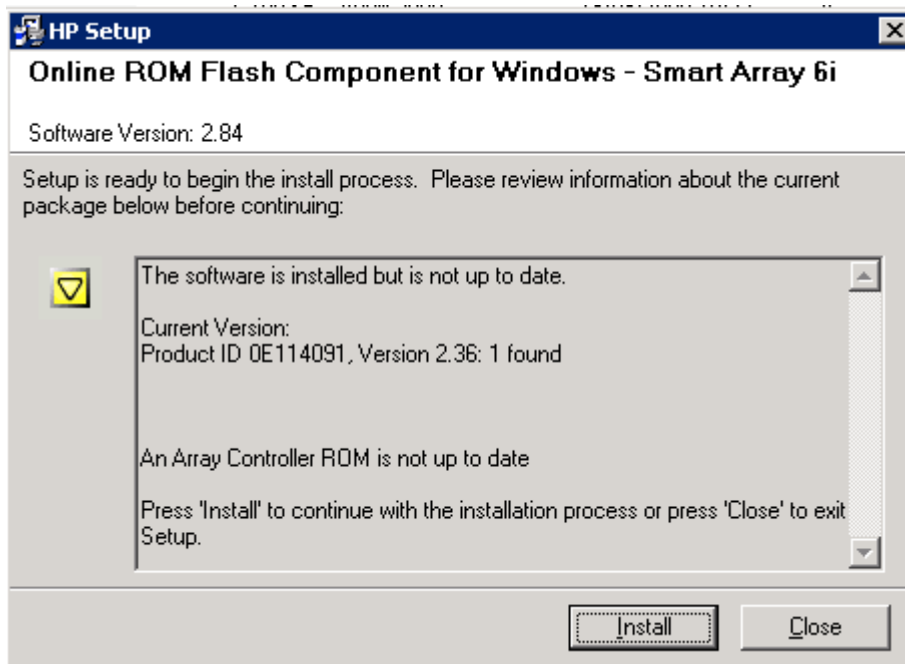 HP Setup
Online ROM Flash Component for Windows - Smart Array 6i
Software Version: 2.84
Setup is ready to begin the install process. Please review information about the current
package below before continuing:
The software is installed but is not up to date.
Current Version:
Product ID 0E114091, Version 2.36: 1 found
An Array Controller ROM is not up to date
Press 'Install' to continue with the installation process or press 'Close' to exit
Setup.
Install
Close